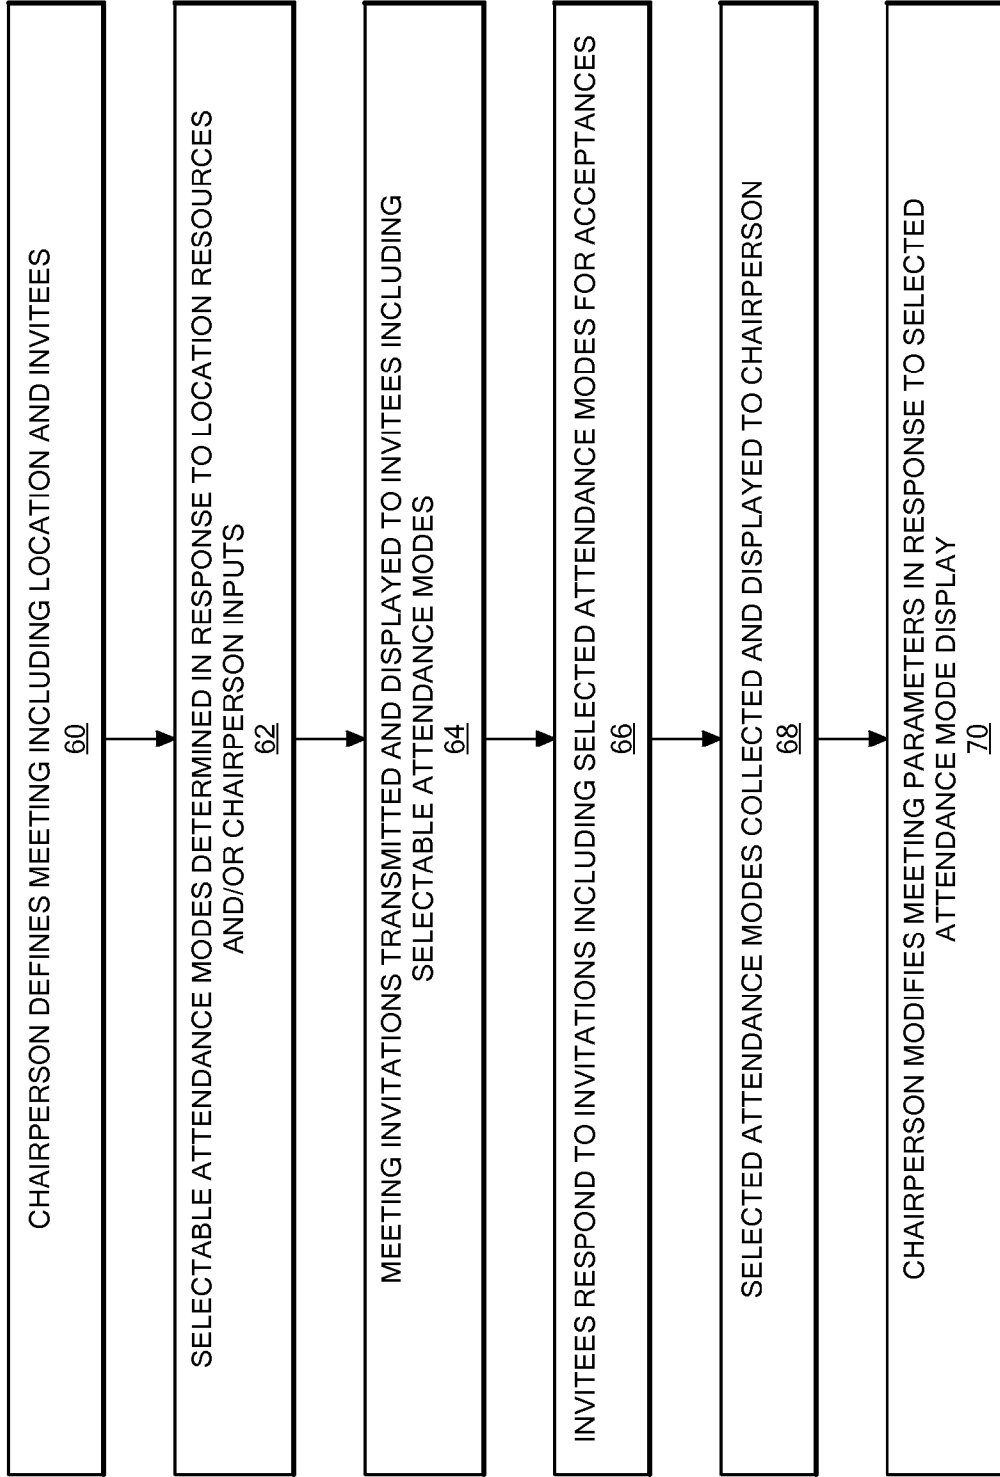 CHAIRPERSON DEFINES MEETING INCLUDING LOCATION AND INVITEES
60
SELECTABLE ATTENDANCE MODES DETERMINED IN RESPONSE TO LOCATION RESOURCES
AND/OR CHAIRPERSON INPUTS
62
MEETING INVITATIONS TRANSMITTED AND DISPLAYED TO INVITEES INCLUDING
SELECTABLE ATTENDANCE MODES
64
INVITEES RESPOND TO INVITATIONS INCLUDING SELECTED ATTENDANCE MODES FOR ACCEPTANCES
66
SELECTED ATTENDANCE MODES COLLECTED AND DISPLAYED TO CHAIRPERSON
68
CHAIRPERSON MODIFIES MEETING PARAMETERS IN RESPONSE TO SELECTED
ATTENDANCE MODE DISPLAY
70